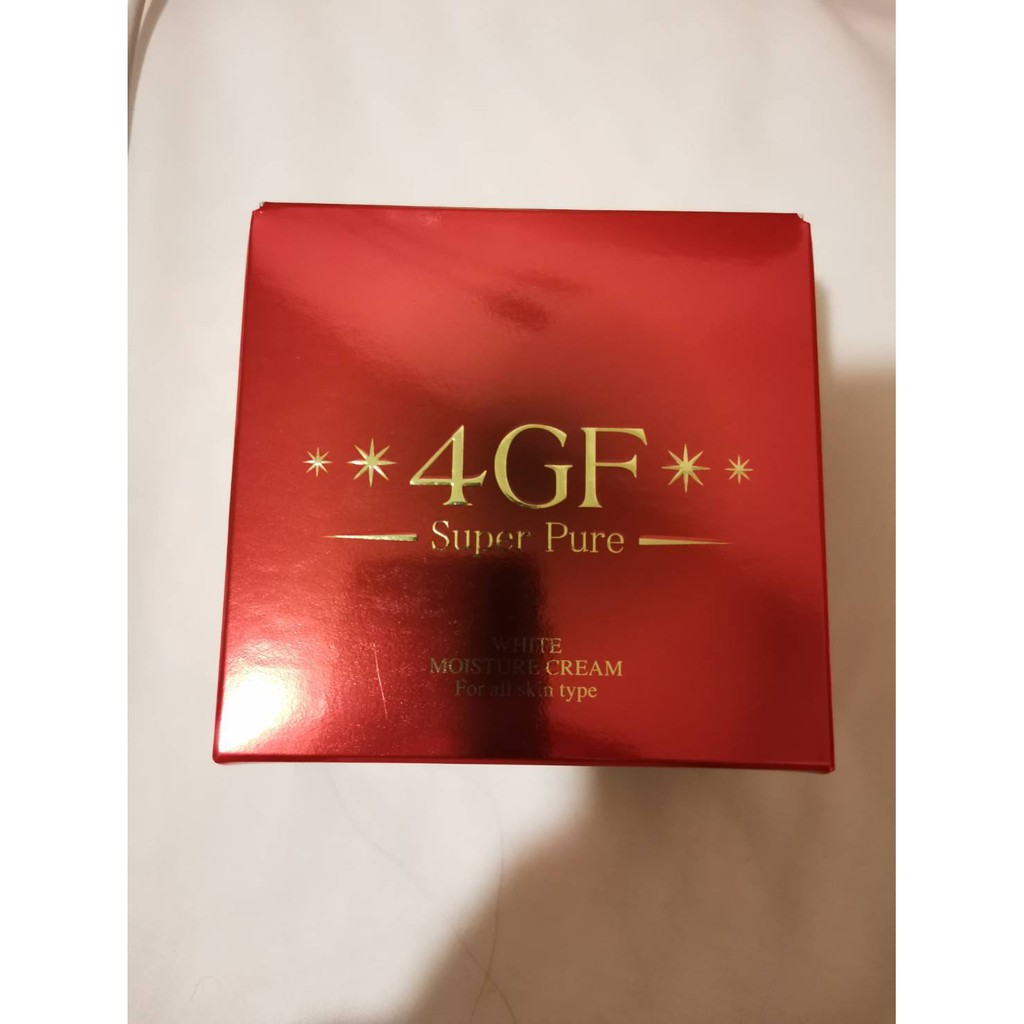 4GF
Super Pure
WHITE
MOISTURE CREAM
For all skin type